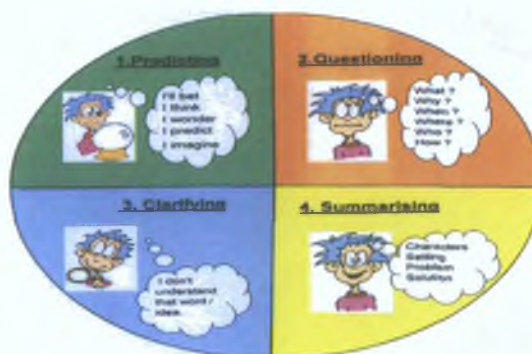 1.Predicting
I'll bet
I think
I wonder
I predict
I imagine
2.Questioning
What ?
Why ?
When ?
Where ?
Who ?
How ?
3. Clarifying
I don't
understand
that word /
idea.
4. Summarising
Characters
Setting
Problem
Solution